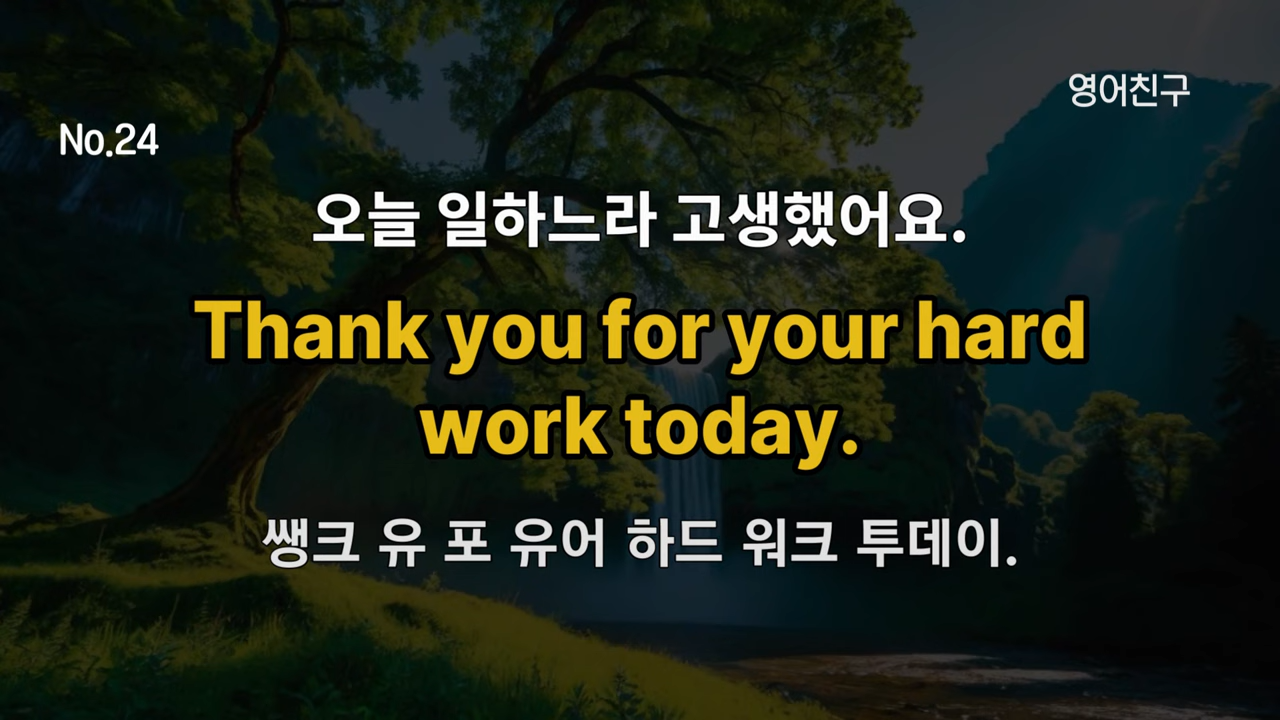 영어친구
No.24
오늘 일하느라 고생했어요.
Thank you for your hard
work today.
쌩크 유 포 유어 하드 워크 투데이.